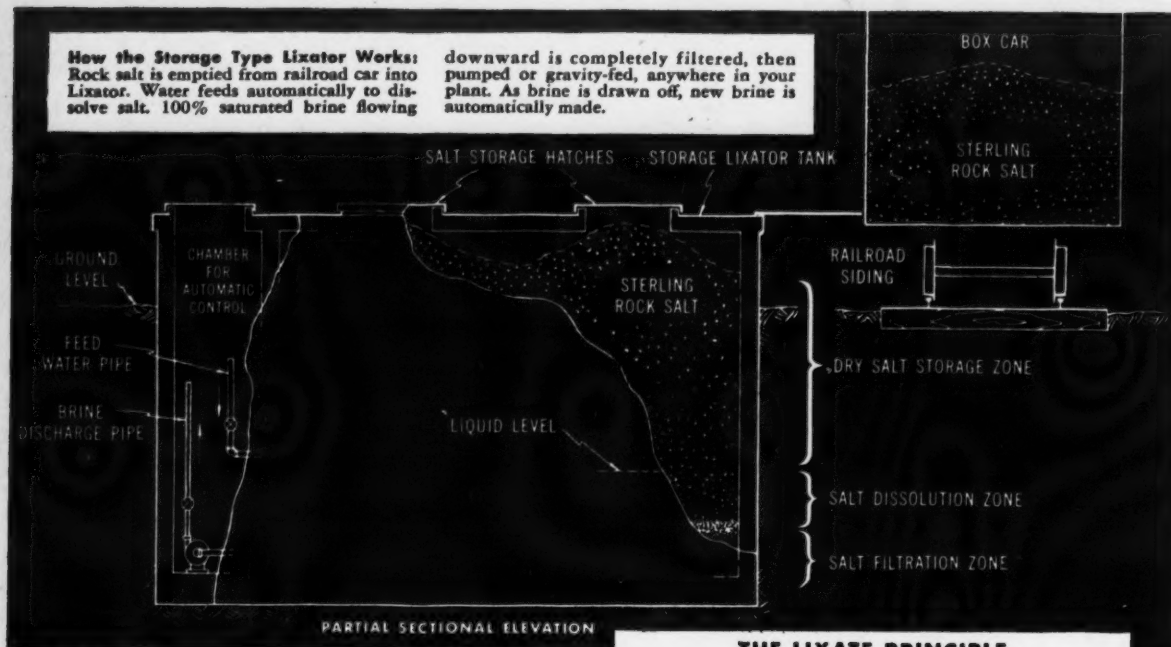 How the Storage Type Lixator Works:
Rock salt is emptied from railroad car into
Lixator. Water feeds automatically to dis-
solve salt. 100% saturated brine flowing
downward is completely filtered, then
pumped or gravity-fed, anywhere in your
plant. As brine is drawn off, new brine is
automatically made.
BOX CAR
STERLING
ROCK SALT
SALT STORAGE HATCHES
STORAGE LIXATOR TANK
GROUND
LEVEL
CHAMBER
FOR
AUTOMATIC
CONTROL
STERLING
ROCK SALT
RAILROAD
SIDING
FEED
WATER PIPE
DRY SALT STORAGE ZONE
BRINE
DISCHARGE PIPE
LIQUID LEVEL
SALT DISSOLUTION ZONE
SALT FILTRATION ZONE
PARTIAL SECTIONAL ELEVATION
THE LIXATE PRINCIPLE